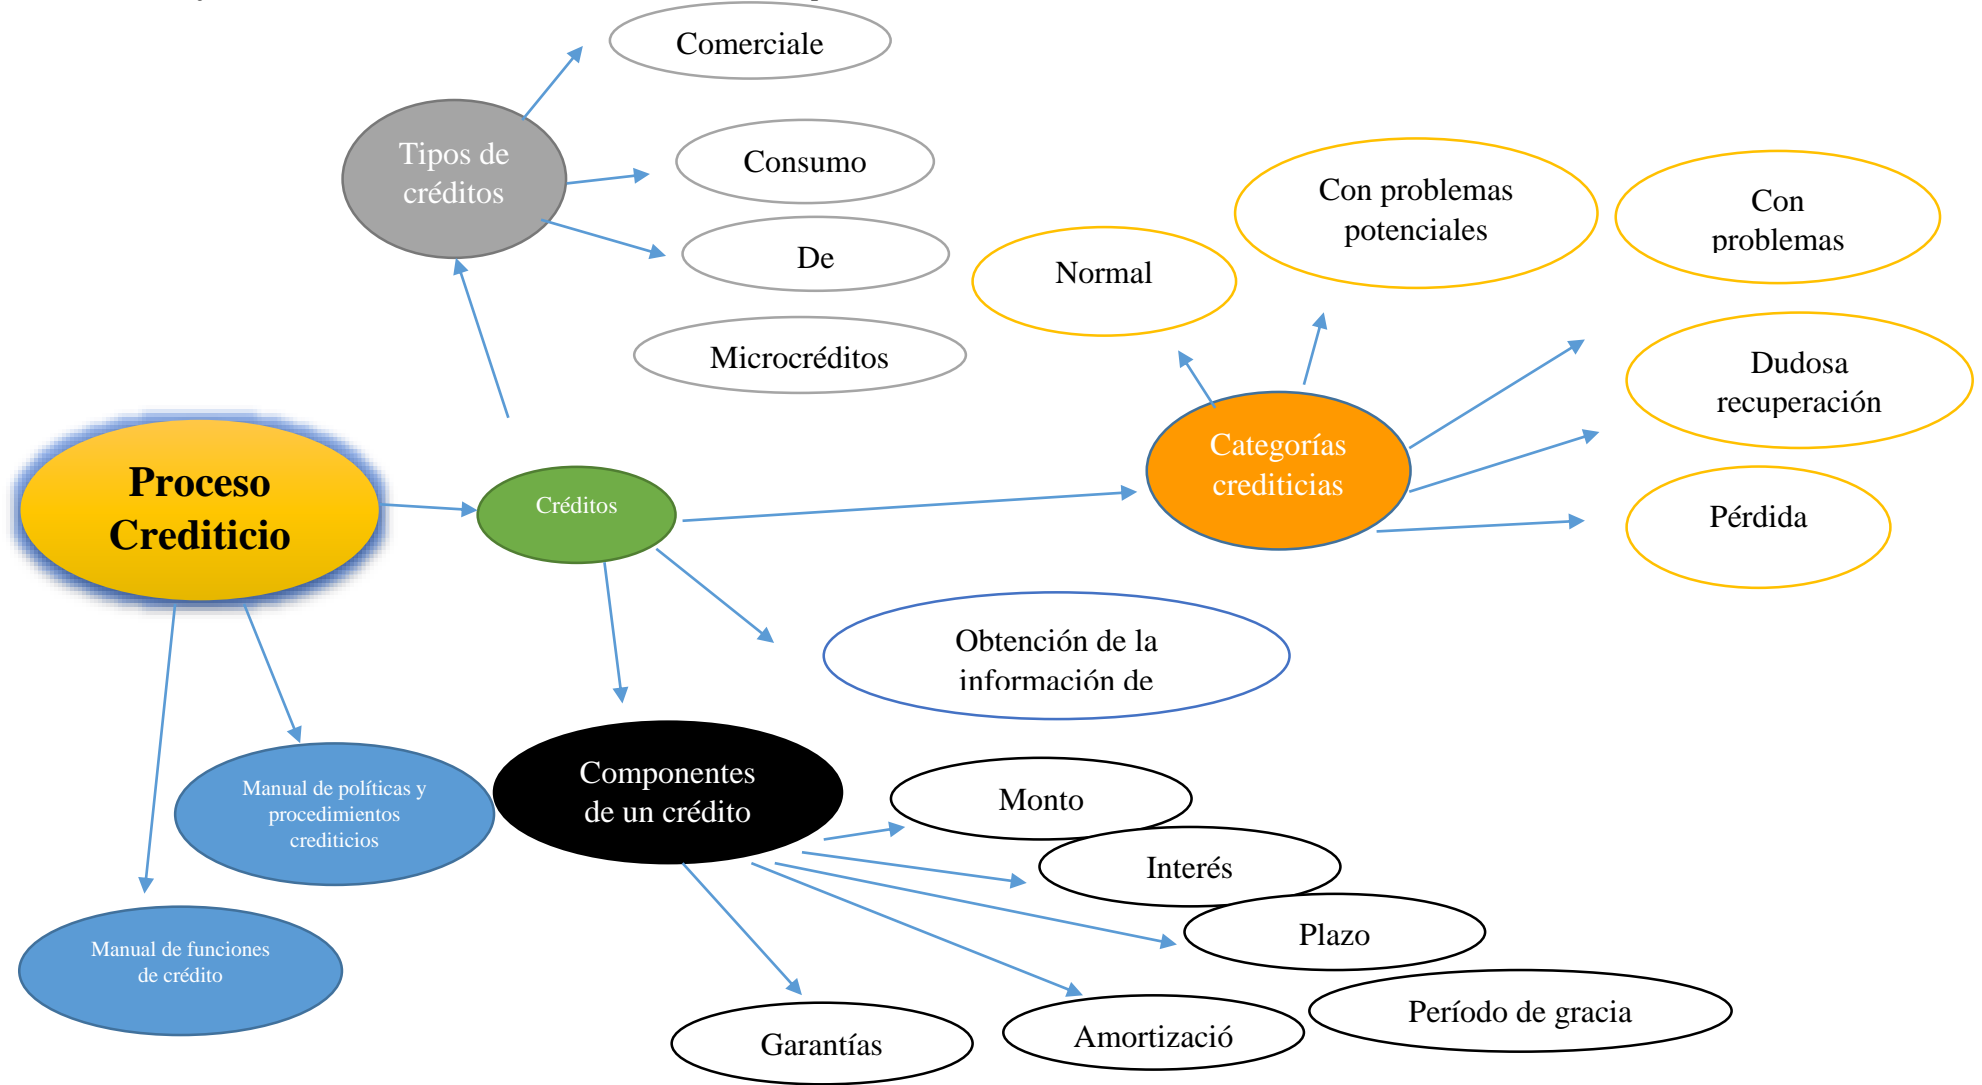 Comerciale
Tipos de
créditos
Consumo
De
Microcréditos
Con problemas
potenciales
Con
problemas
Normal
Dudosa
recuperación
Categorías
crediticias
Pérdida
Proceso
Crediticio
Créditos
Obtención de la
información de
Componentes
de un crédito
Manual de políticas y
procedimientos
crediticios
Monto
Interés
Plazo
Manual de funciones
de crédito
Período de gracia
Amortizació
Garantías